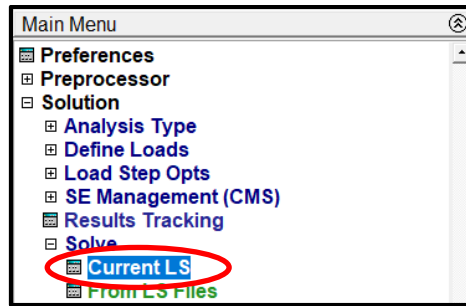 Main Menu
Preferences
Preprocessor
Solution
Analysis Type
Define Loads
Load Step Opts
SE Management (CMS)
Results Tracking
Solve
Current LS
From LS Files